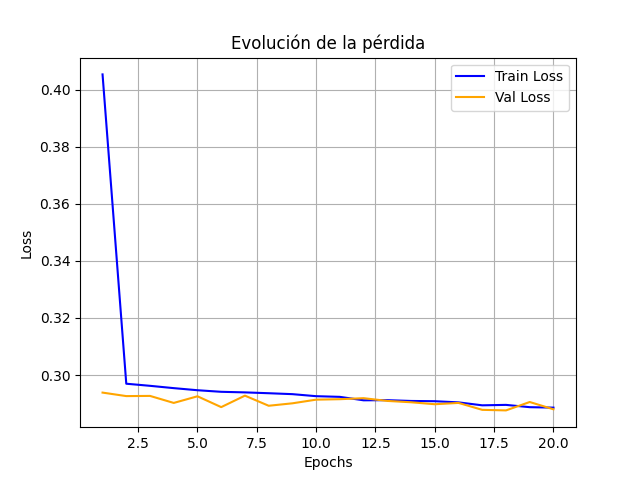 Evolución de la pérdida
Train Loss
Val Loss
0.40
0.38
0.36
0.34
0.32
0.30
Loss
2.5 5.0 7.5 10.0 12.5 15.0 17.5 20.0
Epochs